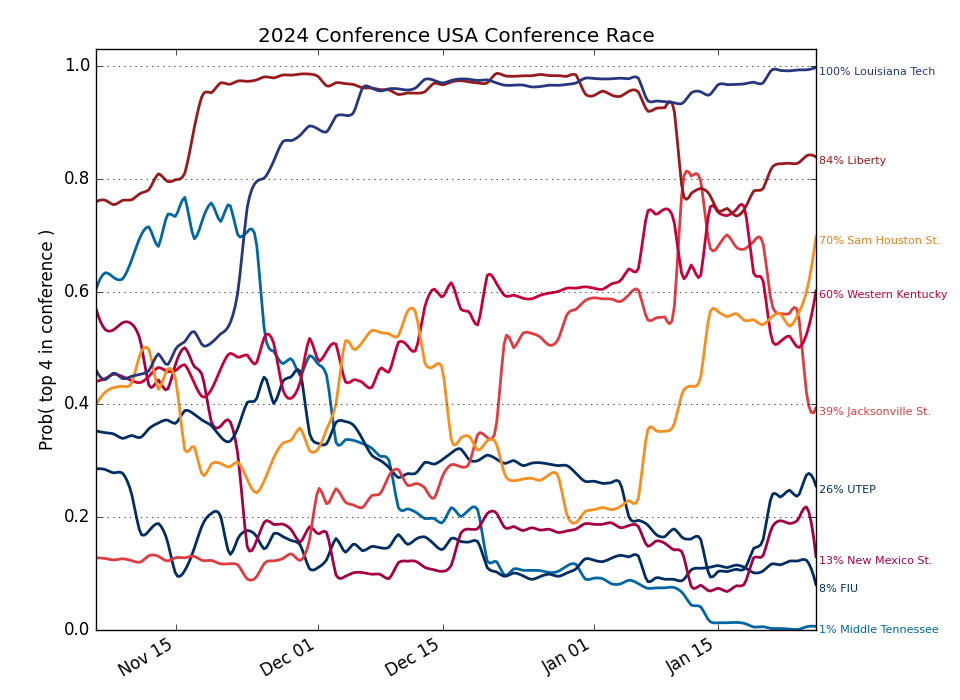 2024 Conference USA Conference Race
Prob( top 4 in conference )
1.0
0.8
0.6
0.4
0.2
0.0
Nov 15
Dec 01
Dec 15
Jan 01
Jan 15
100% Louisiana Tech
84% Liberty
70% Sam Houston St.
60% Western Kentucky
39% Jacksonville St.
26% UTEP
13% New Mexico St.
8% FIU
1% Middle Tennessee